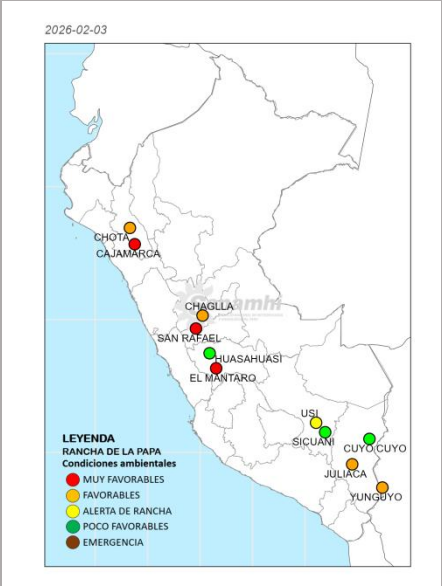 2026-02-03
CHOTA
CAJAMARCA
CHAGLLA
SAN RAFAEL
HUASAHUASI
EL MANTARO
USI
SICUANI
CUYO CUYO
JULIACA
YUNGUYO
LEYENDA
RANCHA DE LA PAPA
Condiciones ambientales
MUY FAVORABLES
FAVORABLES
ALERTA DE RANCHA
POCO FAVORABLES
EMERGENCIA